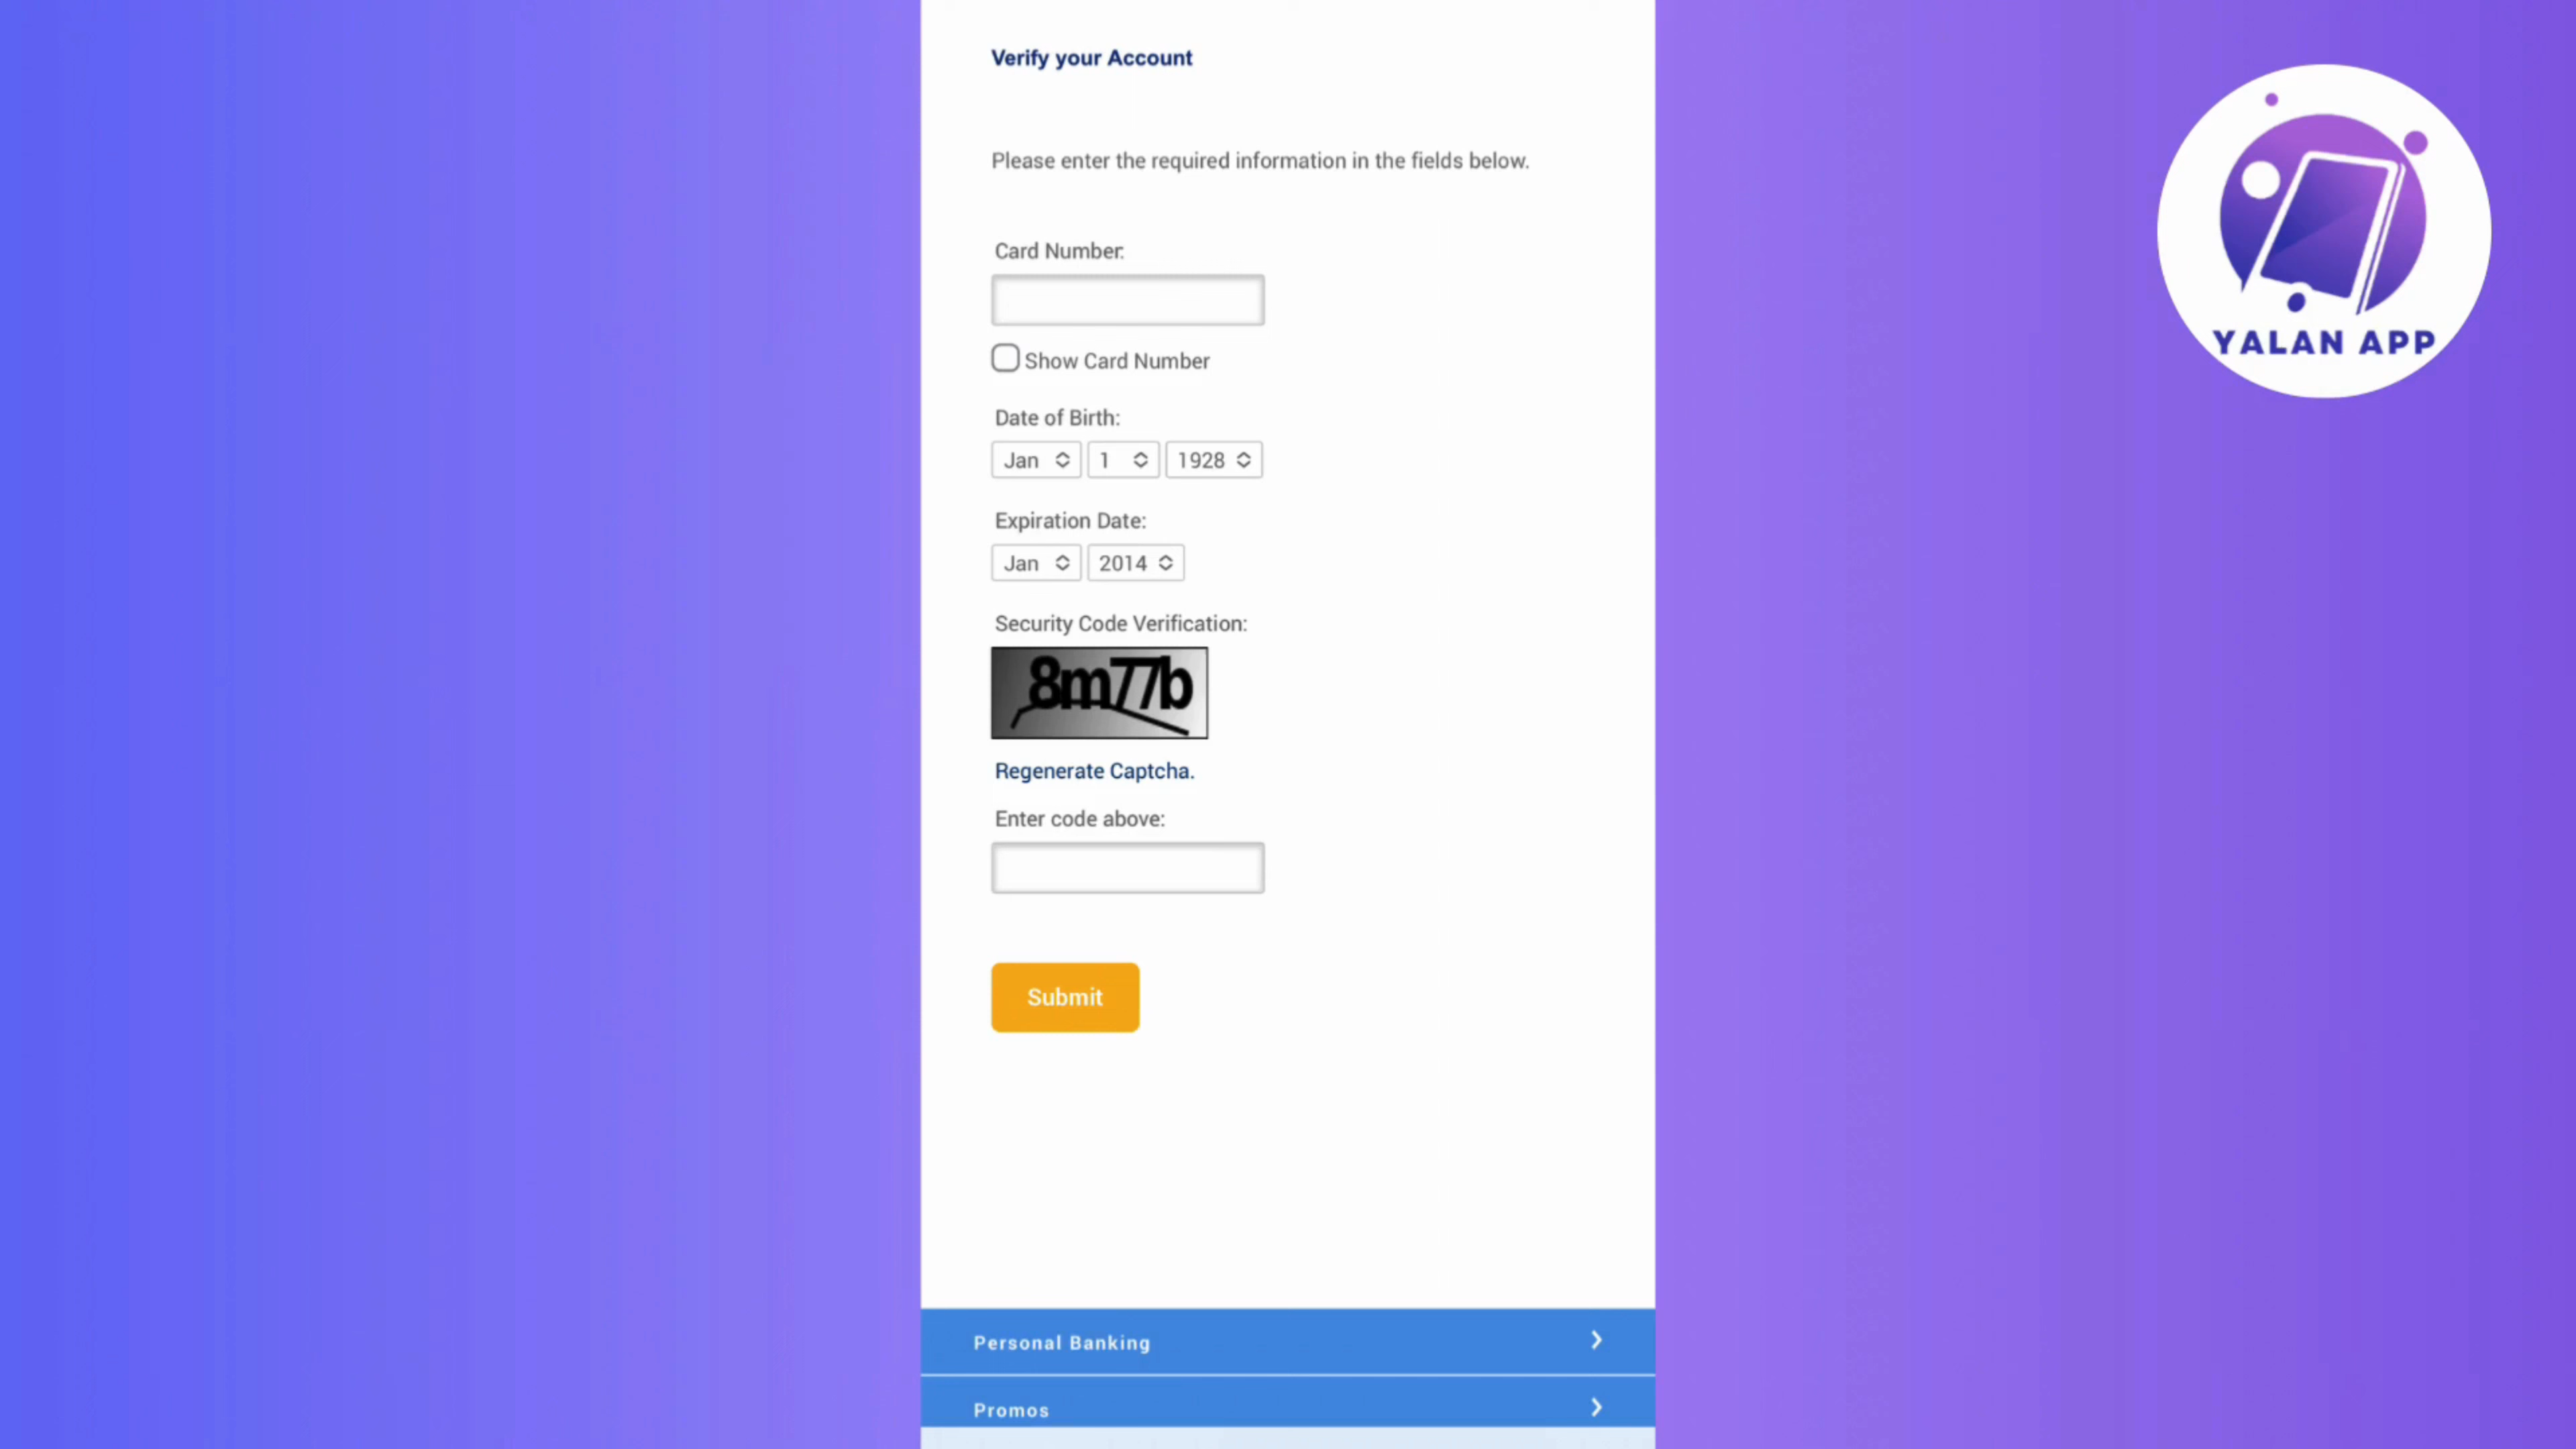 Verify your Account
YALAN APP
Please enter the required information in the fields below.
Card Number:
Show Card Number
Date of Birth:
Jan 1 1928
Expiration Date:
Jan 2014
Security Code Verification:
8m77b
Regenerate Captcha.
Enter code above:
Submit
Personal Banking
Promos